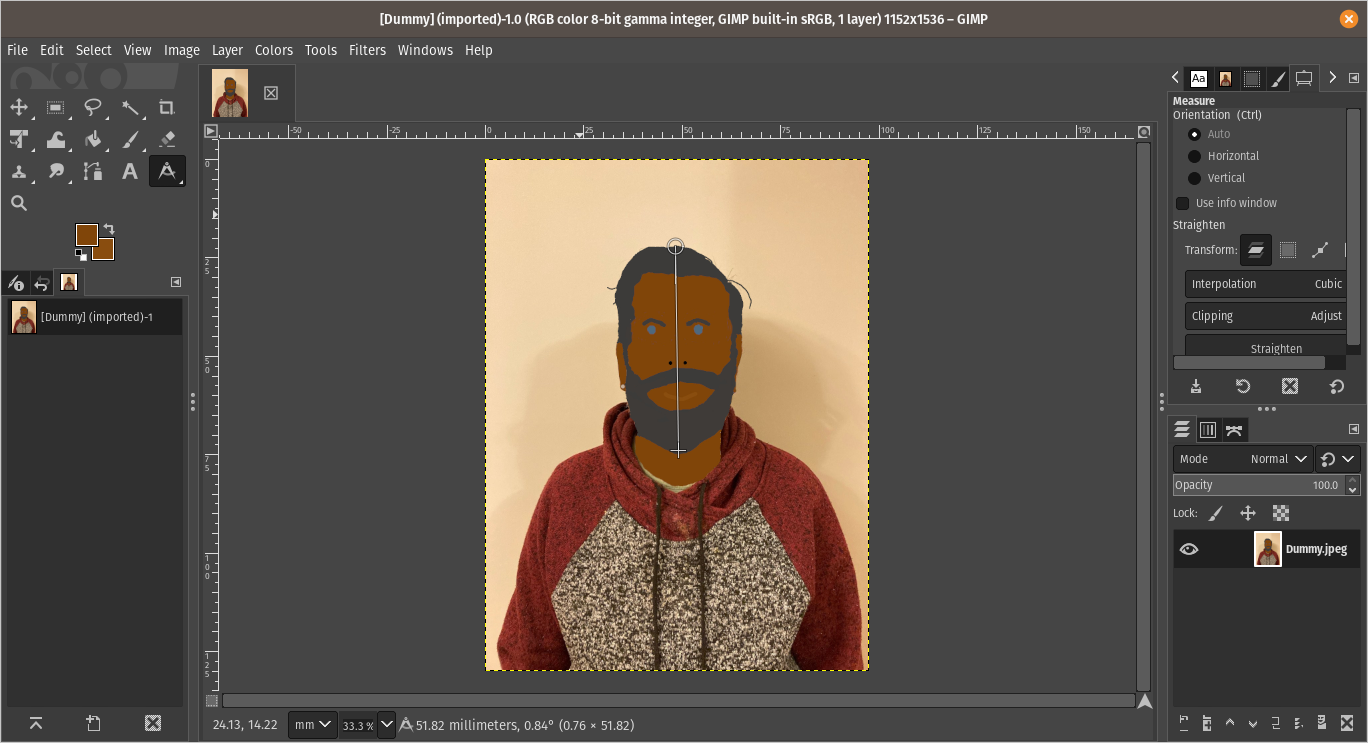 [Dummy] (imported)-1.0 (RGB color 8-bit gamma integer, GIMP built-in sRGB, 1 layer) 1152x1536 – GIMP
File Edit Select View Image Layer Colors Tools Filters Windows Help
Aa
Measure
Orientation (Ctrl)
Auto
Horizontal
Vertical
Use info window
Straighten
Transform:
Interpolation Cubic
Clipping Adjust
Straighten
-50 -25 0 25 50 75 100 125 150
0
25
50
75
100
125
A
[Dummy] (imported)-1
Mode Normal
Opacity 100.0
Lock:
Dummy.jpeg
24.13, 14.22 mm 33.3 % 51.82 millimeters, 0.84° (0.76 × 51.82)